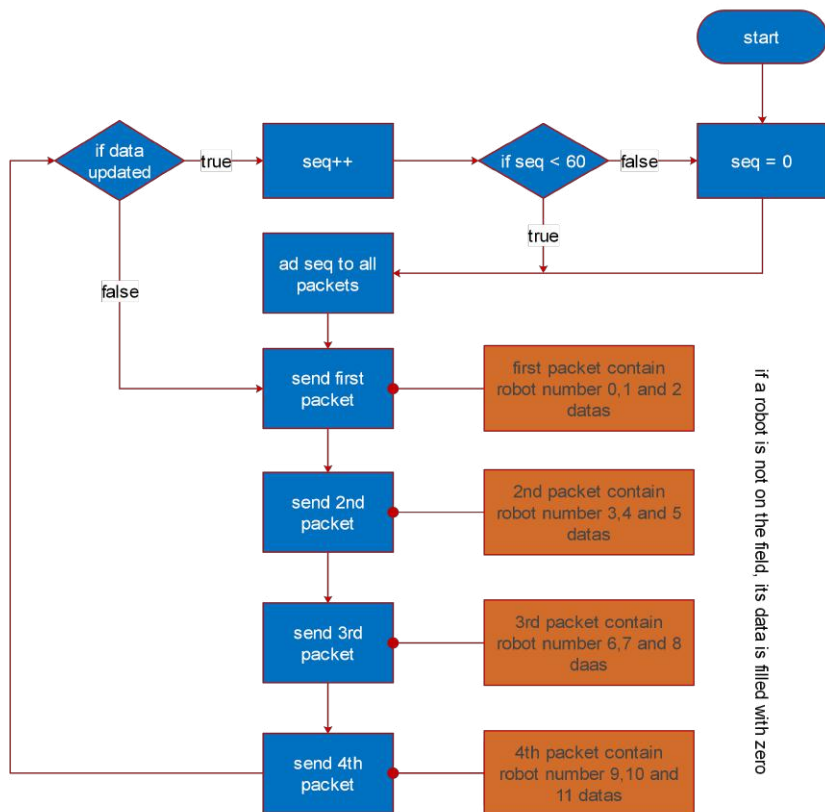 start
if data
updated
true
seq++
if seq < 60
false
seq = 0
true
ad seq to all
packets
false
send first
packet
first packet contain
robot number 0,1 and 2
datas
send 2nd
packet
2nd packet contain
robot number 3,4 and 5
datas
send 3rd
packet
3rd packet contain
robot number 6,7 and 8
daas
send 4th
packet
4th packet contain
robot number 9,10 and
11 datas
if a robot is not on the field, its data is filled with zero